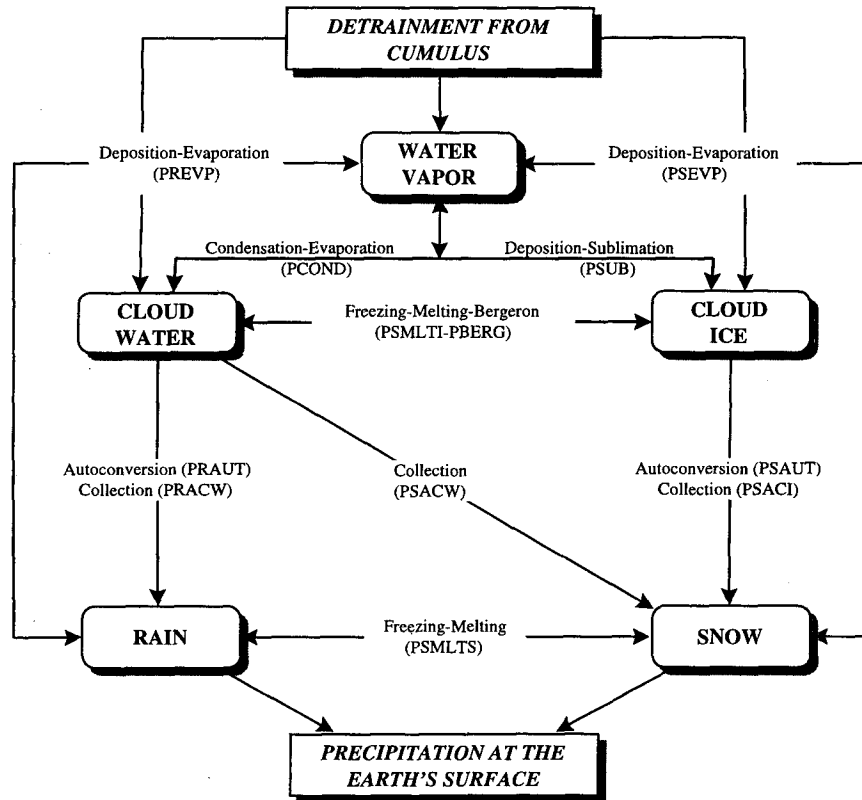 DETRAINMENT FROM
CUMULUS
Deposition-Evaporation
(PREVP)
WATER
VAPOR
Deposition-Evaporation
(PSEVP)
Condensation-Evaporation
(PCOND)
Deposition-Sublimation
(PSUB)
CLOUD
WATER
Freezing-Melting-Bergeron
(PSMLTI-PBERG)
CLOUD
ICE
Autoconversion (PRAUT)
Collection (PRACW)
Collection
(PSACW)
Autoconversion (PSAUT)
Collection (PSACI)
RAIN
Freezing-Melting
(PSMLTS)
SNOW
PRECIPITATION AT THE
EARTH'S SURFACE